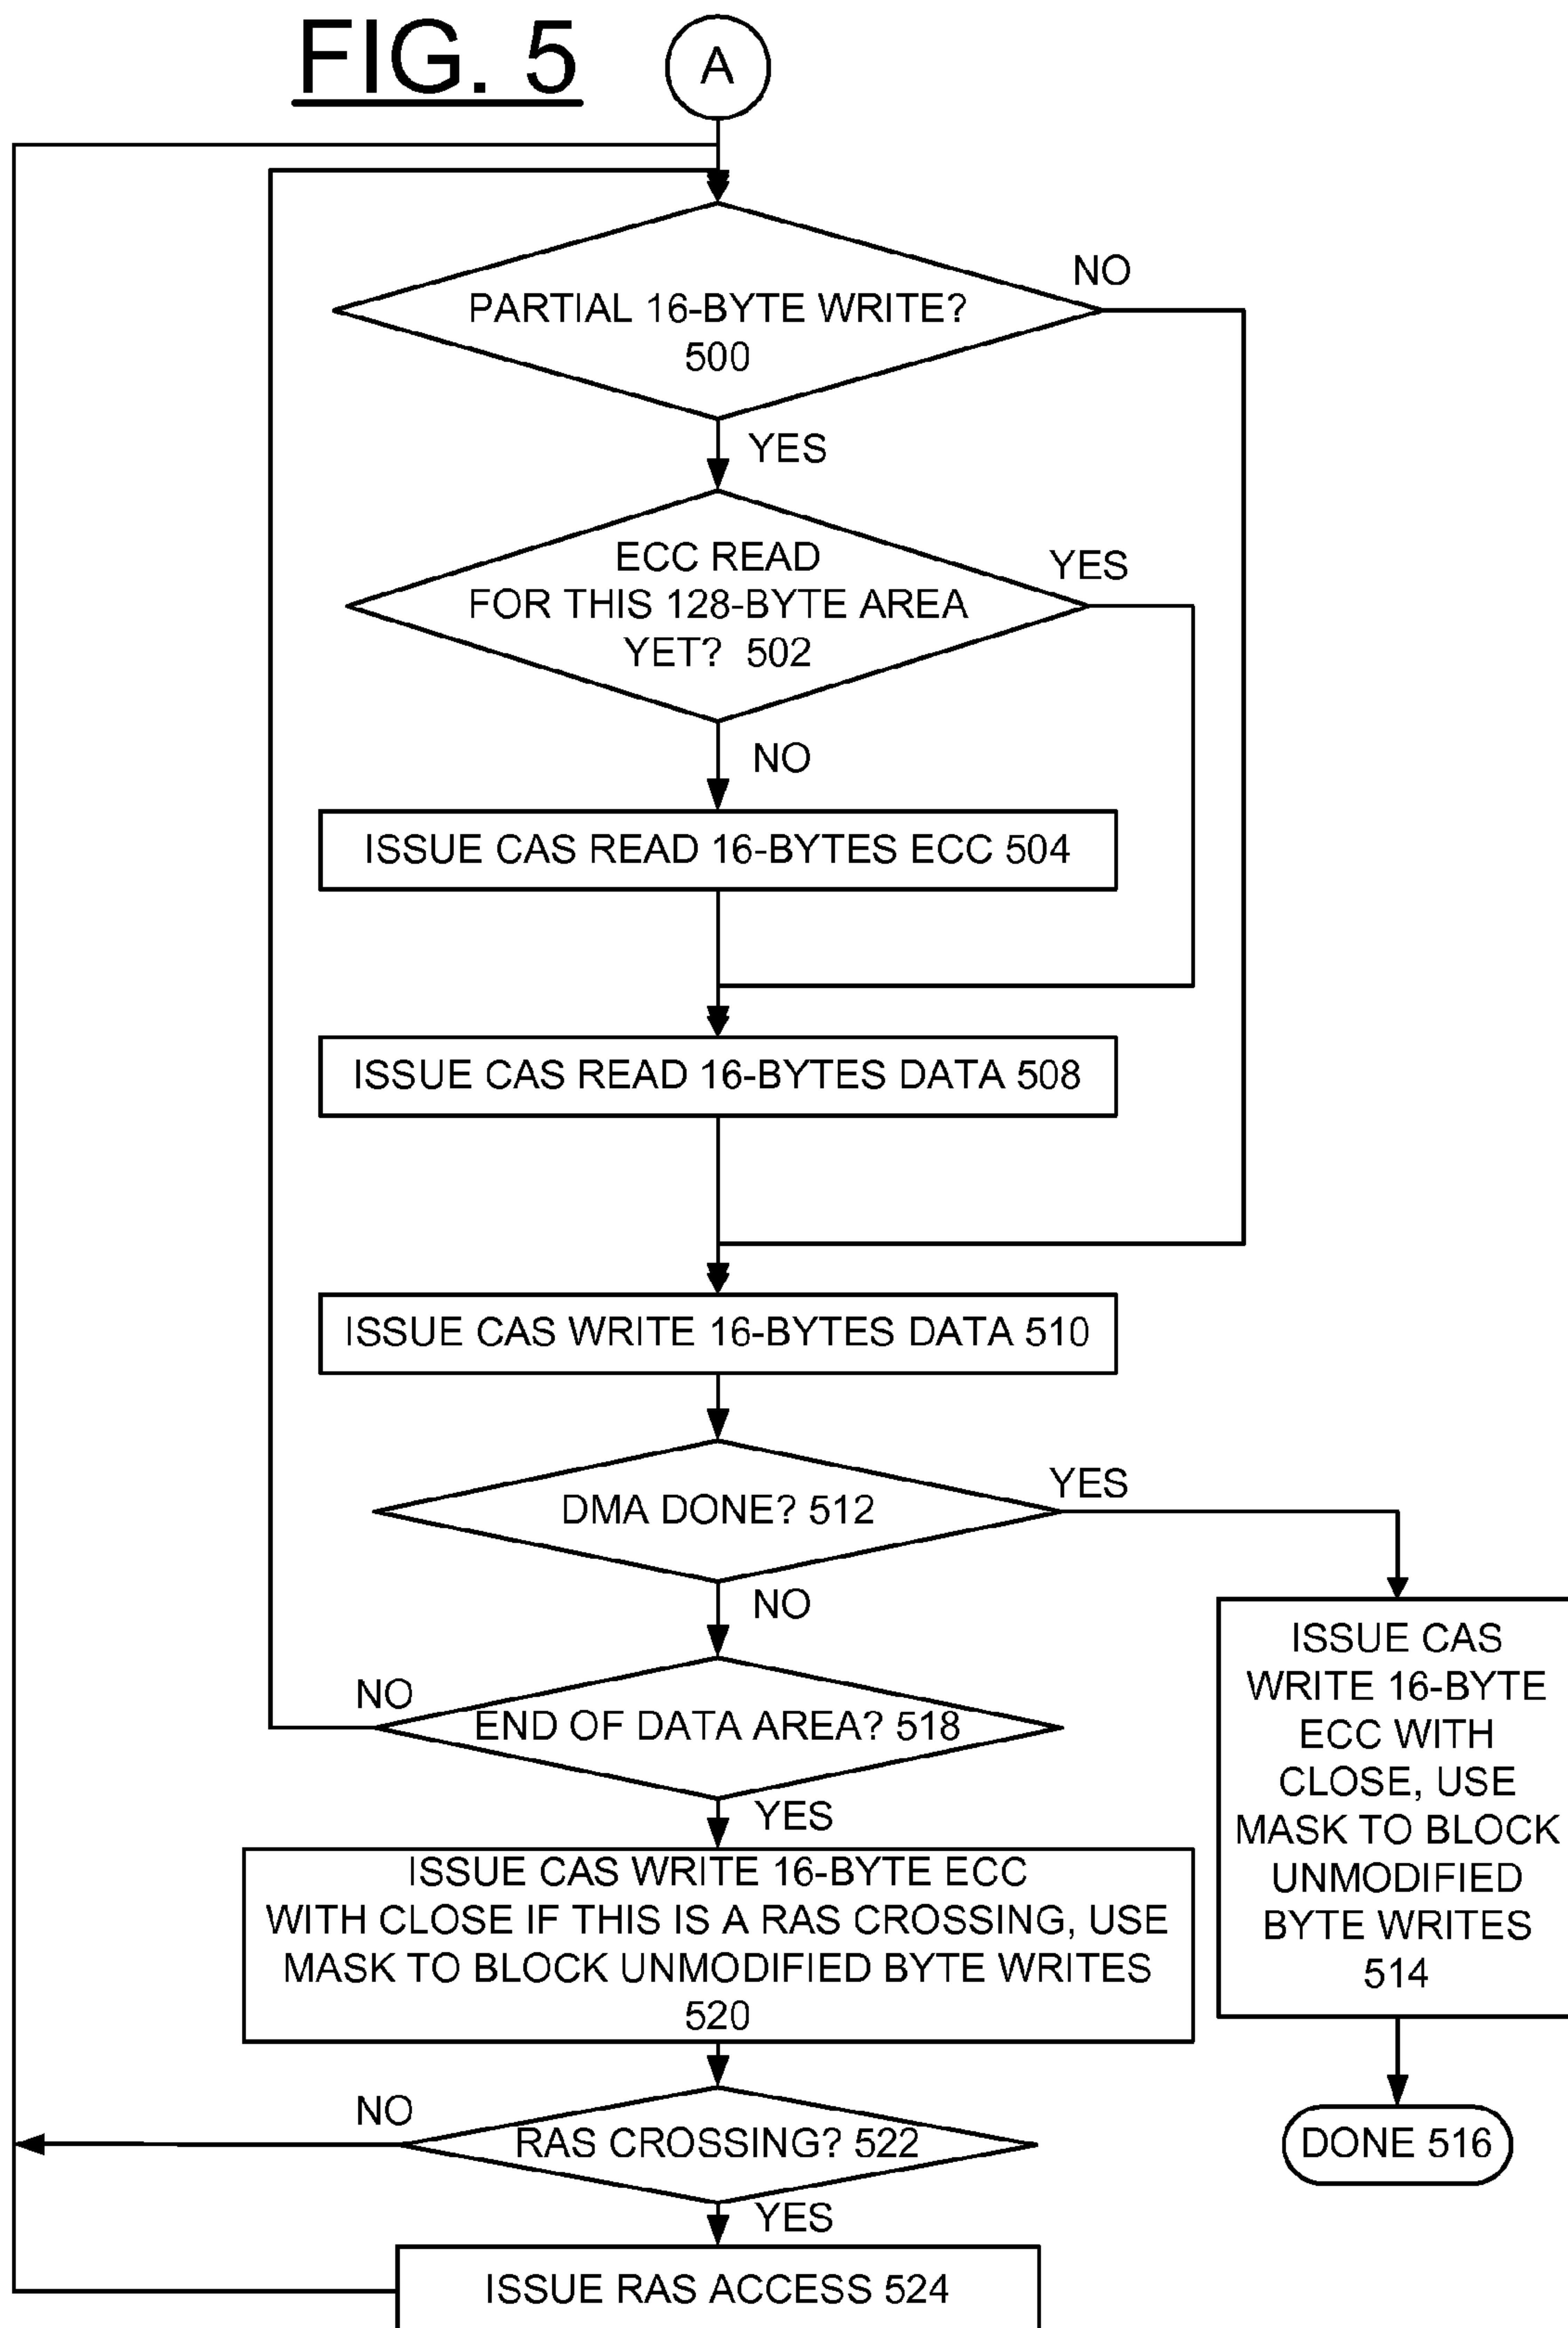 FIG. 5
A
PARTIAL 16-BYTE WRITE?
500
NO
YES
ECC READ
FOR THIS 128-BYTE AREA
YET? 502
YES
NO
ISSUE CAS READ 16-BYTES ECC 504
ISSUE CAS READ 16-BYTES DATA 508
ISSUE CAS WRITE 16-BYTES DATA 510
DMA DONE? 512
YES
NO
ISSUE CAS
WRITE 16-BYTE
ECC WITH
CLOSE, USE
MASK TO BLOCK
UNMODIFIED
BYTE WRITES
514
DONE 516
END OF DATA AREA? 518
NO
YES
ISSUE CAS WRITE 16-BYTE ECC
WITH CLOSE IF THIS IS A RAS CROSSING, USE
MASK TO BLOCK UNMODIFIED BYTE WRITES
520
RAS CROSSING? 522
NO
YES
ISSUE RAS ACCESS 524